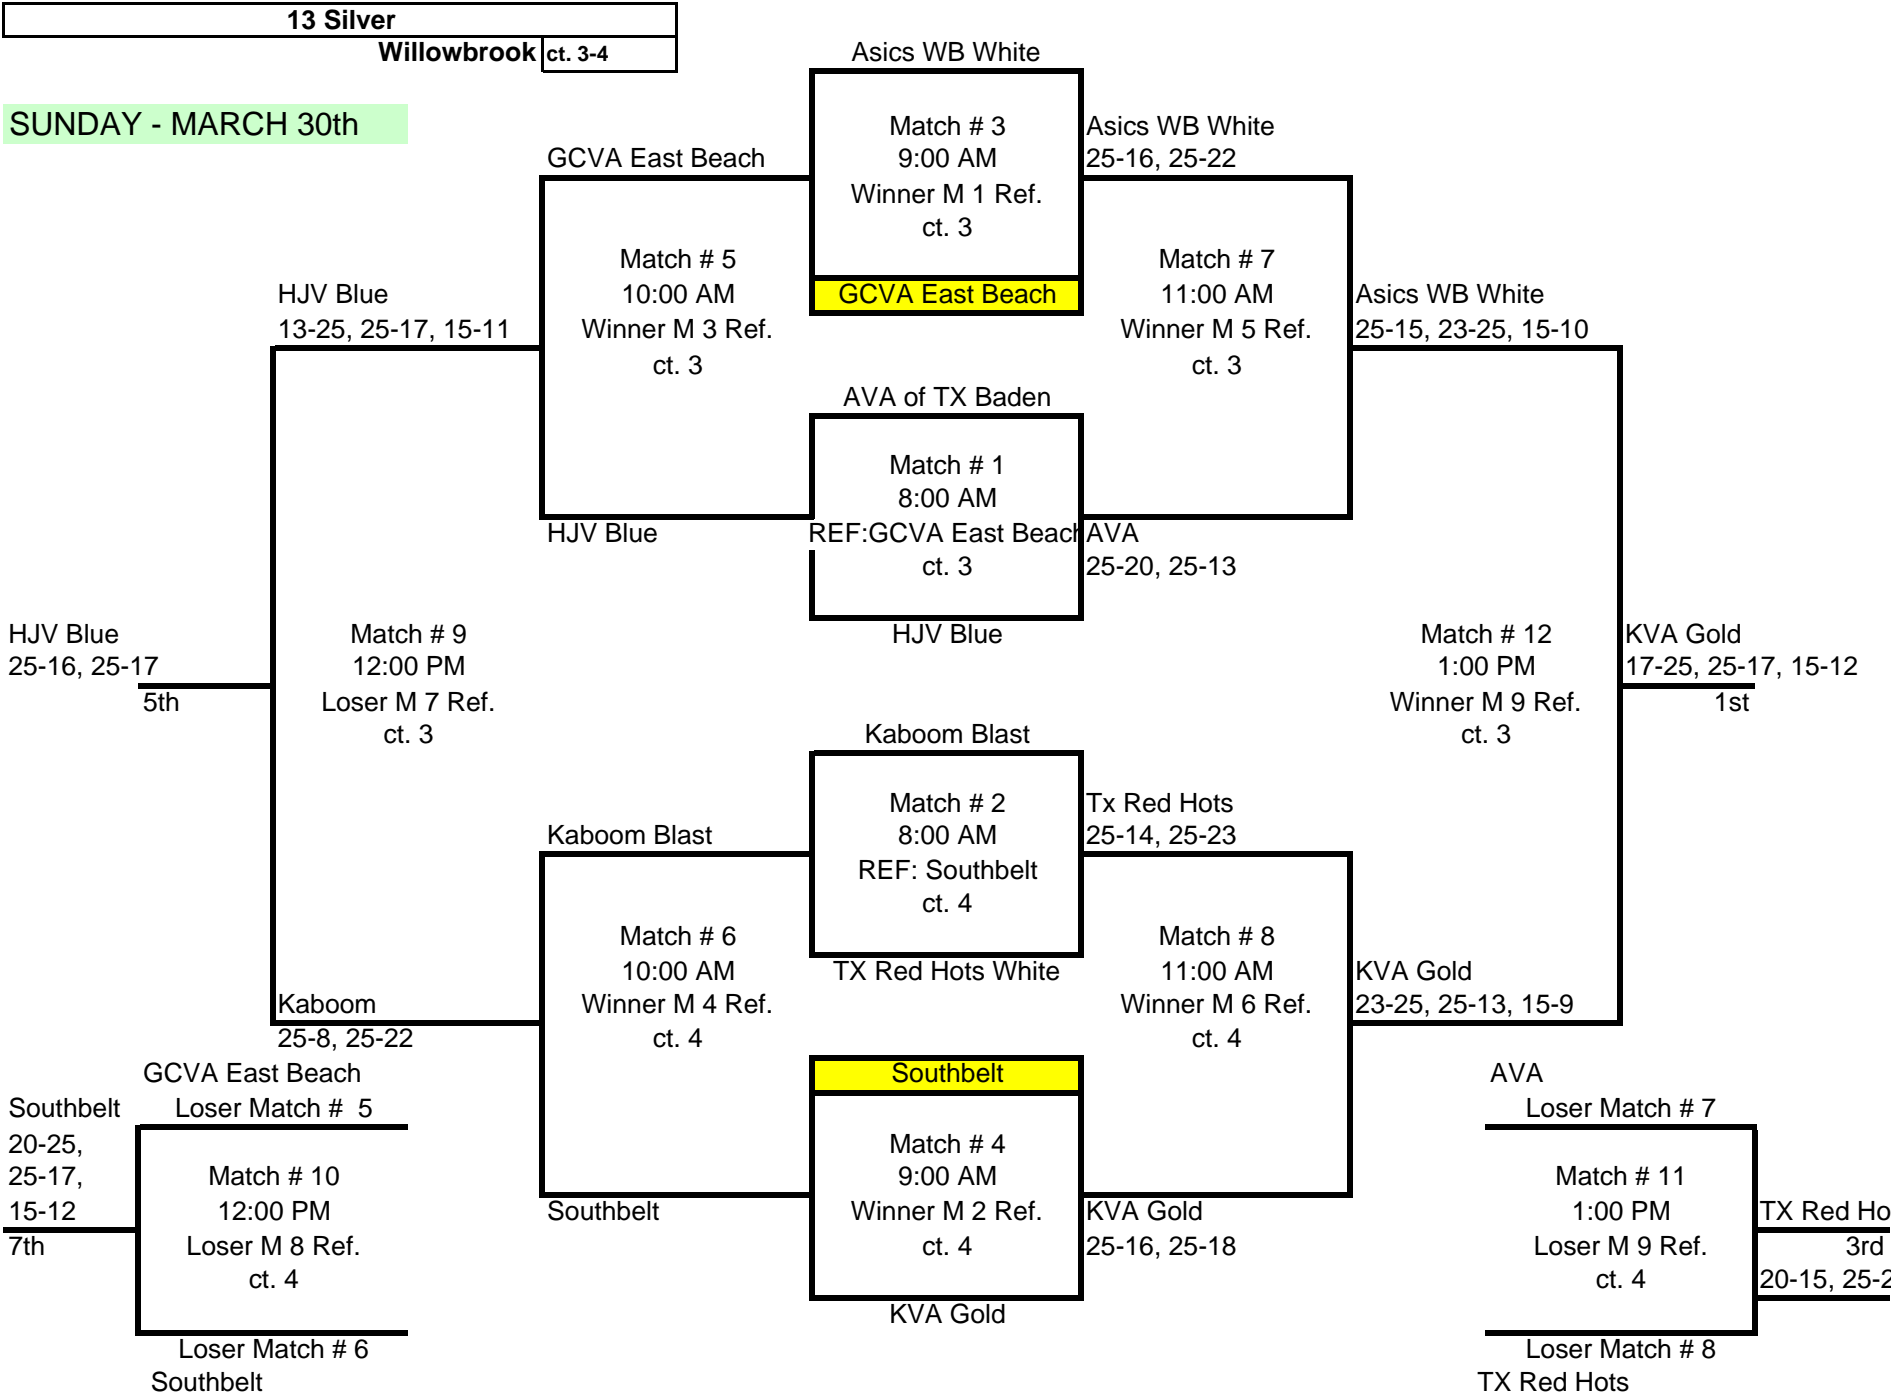 13 Silver
Willowbrook ct. 3-4
SUNDAY - MARCH 30th
Asics WB White
Match # 3
9:00 AM
Winner M 1 Ref.
ct. 3
GCVA East Beach
Asics WB White
25-16, 25-22
GCVA East Beach
Match # 5
10:00 AM
Winner M 3 Ref.
ct. 3
HJV Blue
Match # 7
11:00 AM
Winner M 5 Ref.
ct. 3
HJV Blue
13-25, 25-17, 15-11
Asics WB White
25-15, 23-25, 15-10
AVA of TX Baden
Match # 1
8:00 AM
REF:GCVA East Beach
ct. 3
HJV Blue
AVA
25-20, 25-13
HJV Blue
25-16, 25-17
5th
Match # 9
12:00 PM
Loser M 7 Ref.
ct. 3
Match # 12
1:00 PM
Winner M 9 Ref.
ct. 3
KVA Gold
17-25, 25-17, 15-12
1st
Kaboom Blast
Match # 2
8:00 AM
REF: Southbelt
ct. 4
TX Red Hots White
Tx Red Hots
25-14, 25-23
Kaboom Blast
Match # 6
10:00 AM
Winner M 4 Ref.
ct. 4
Southbelt
Match # 8
11:00 AM
Winner M 6 Ref.
ct. 4
Kaboom
25-8, 25-22
KVA Gold
23-25, 25-13, 15-9
Southbelt
Match # 4
9:00 AM
Winner M 2 Ref.
ct. 4
KVA Gold
KVA Gold
25-16, 25-18
GCVA East Beach
Loser Match # 5
Match # 10
12:00 PM
Loser M 8 Ref.
ct. 4
Loser Match # 6
Southbelt
Southbelt
20-25,
25-17,
15-12
7th
AVA
Loser Match # 7
Match # 11
1:00 PM
Loser M 9 Ref.
ct. 4
Loser Match # 8
TX Red Hots
TX Red
3rd
20-15,